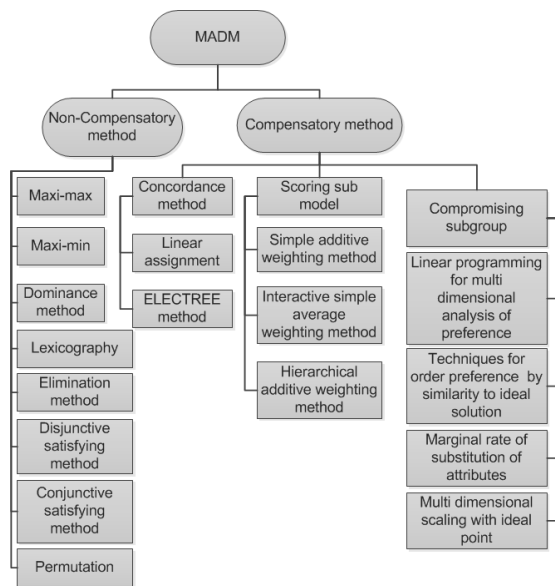 MADM
Non-Compensatory
method
Compensatory method
Maxi-max
Maxi-min
Dominance
method
Lexicography
Elimination
method
Disjunctive
satisfying
method
Conjunctive
satisfying
method
Permutation
Concordance
method
Linear
assignment
ELECTREE
method
Scoring sub
model
Simple additive
weighting method
Interactive simple
average
weighting method
Hierarchical
additive weighting
method
Compromising
subgroup
Linear programming
for multi
dimensional
analysis of
preference
Techniques for
order preference by
similarity to ideal
solution
Marginal rate of
substitution of
attributes
Multi dimensional
scaling with ideal
point